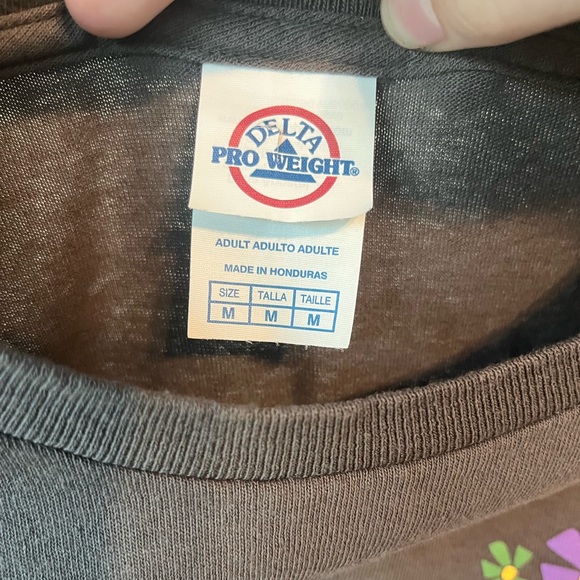 DELTA
PRO WEIGHT®
ADULT ADULTO ADULTE
MADE IN HONDURAS
SIZE TALLA TAILLE
M M M